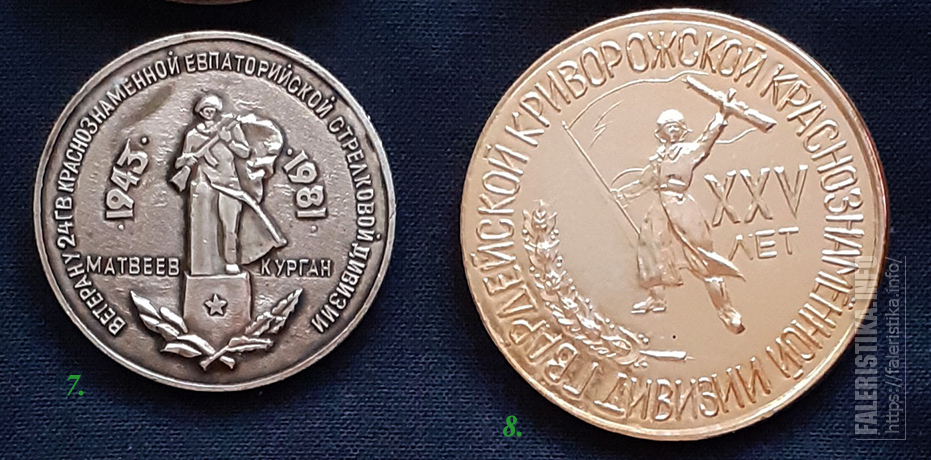 ВЕТЕРАНУ 24 ГВ. КРАСНОЗНАМЕННОЙ ЕВПАТОРИЙСКОЙ СТРЕЛКОВОЙ ДИВИЗИИ
·1943· ·1981·
МАТВЕЕВ КУРГАН
7.
ГВАРДЕЙСКОЙ КРИВОРОЖСКОЙ КРАСНОЗНАМЁННОЙ ДИВИЗИИ
XXV
ЛЕТ
8.
FALERISTIKA.INFO
https://faleristika.info/